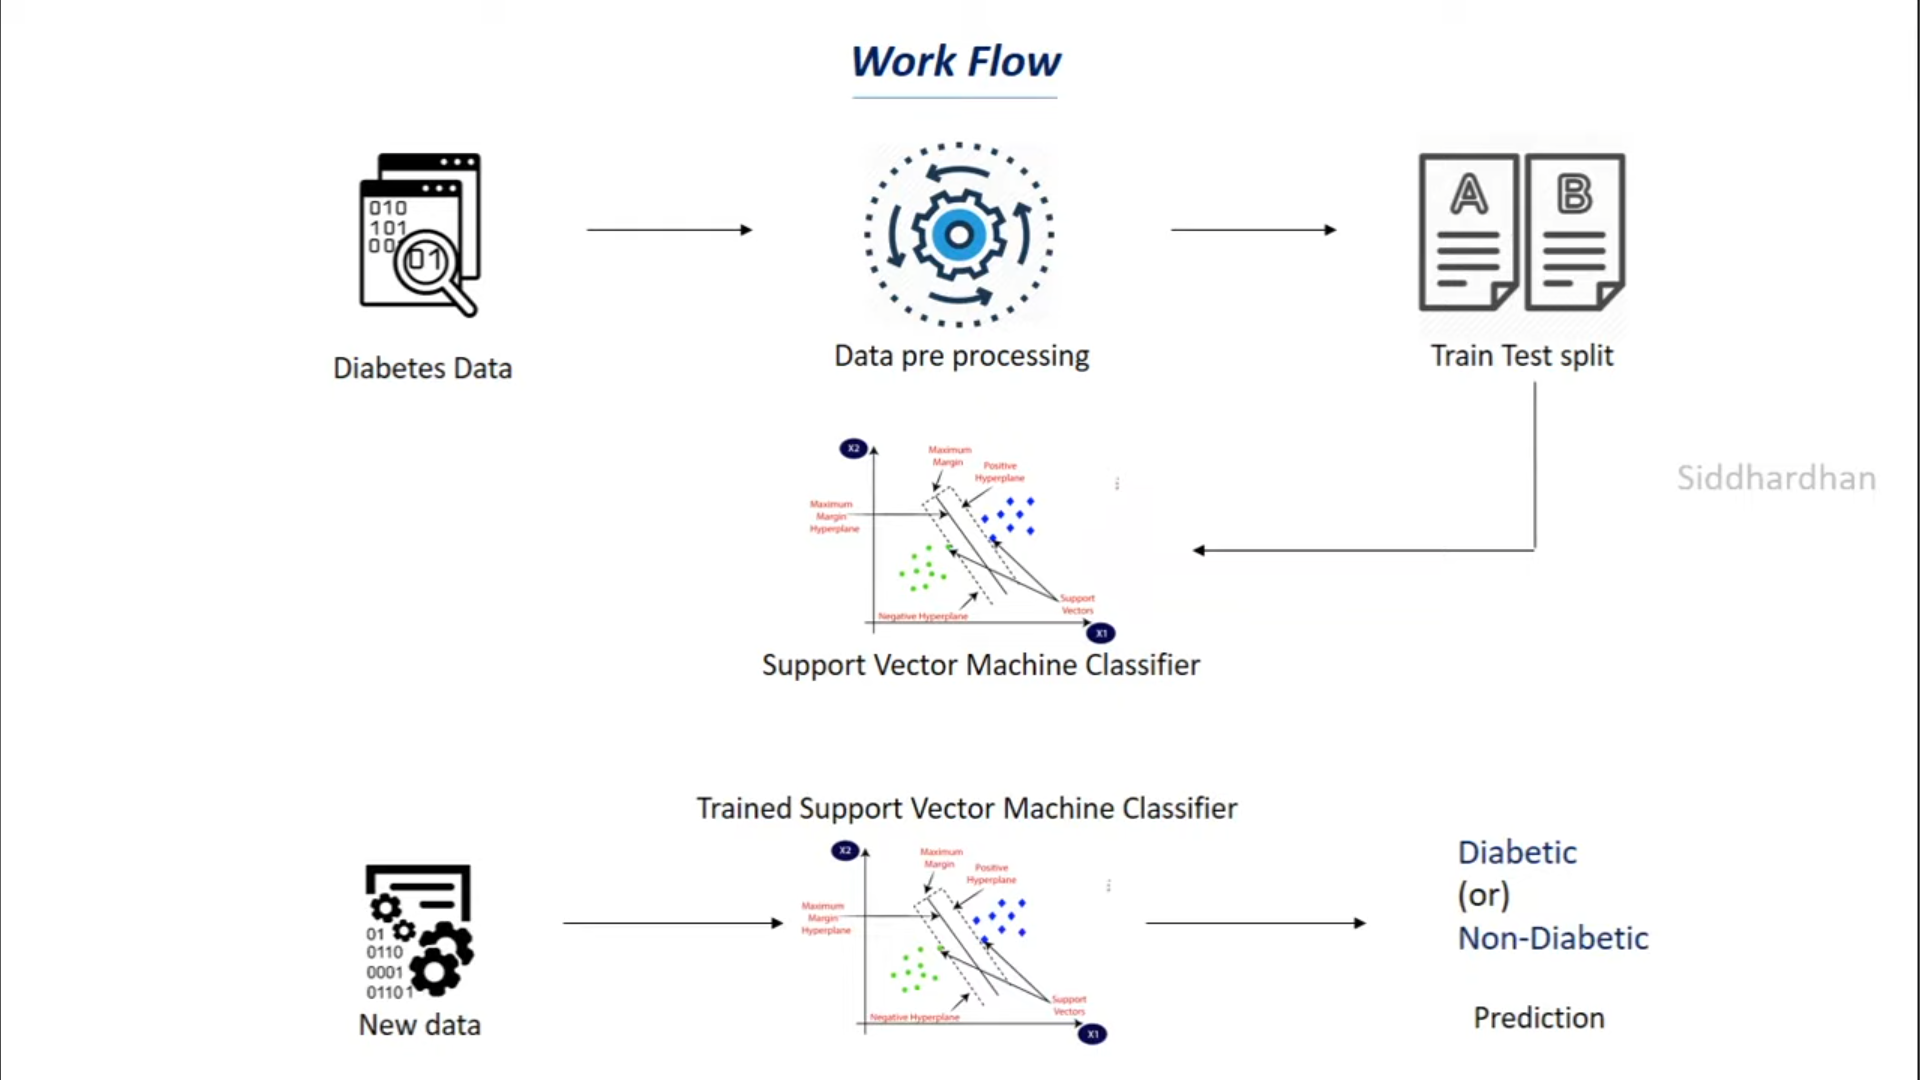 Work Flow
010
101
00
01
A
B
Diabetes Data
Data pre processing
Train Test split
Siddhardhan
X2
Maximum
Margin
Positive
Hyperplane
Maximum
Margin
Hyperplane
Support
Vectors
Negative Hyperplane
X1
Support Vector Machine Classifier
Trained Support Vector Machine Classifier
X2
Maximum
Margin
Positive
Hyperplane
Maximum
Margin
Hyperplane
Support
Vectors
Negative Hyperplane
X1
01
0110
0001
01101
New data
Diabetic
(or)
Non-Diabetic
Prediction